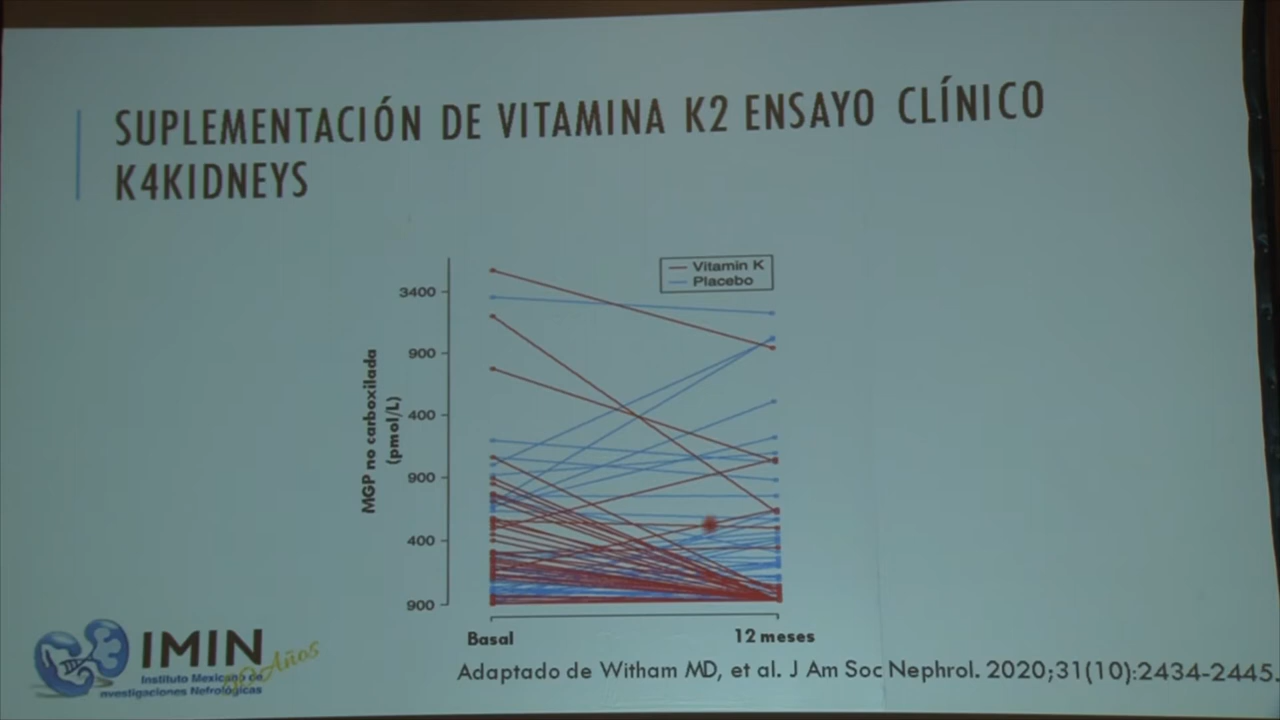 SUPLEMENTACIÓN DE VITAMINA K2 ENSAYO CLÍNICO
K4KIDNEYS
Vitamin K
Placebo
3400
900
400
900
400
900
MGP no carboxilada
(pmol/L)
Basal
12 meses
Adaptado de Witham MD, et al. J Am Soc Nephrol. 2020;31(10):2434-2445.
IMIN
Años
Instituto Mexicano de
nvestigaciones Nefrológicas